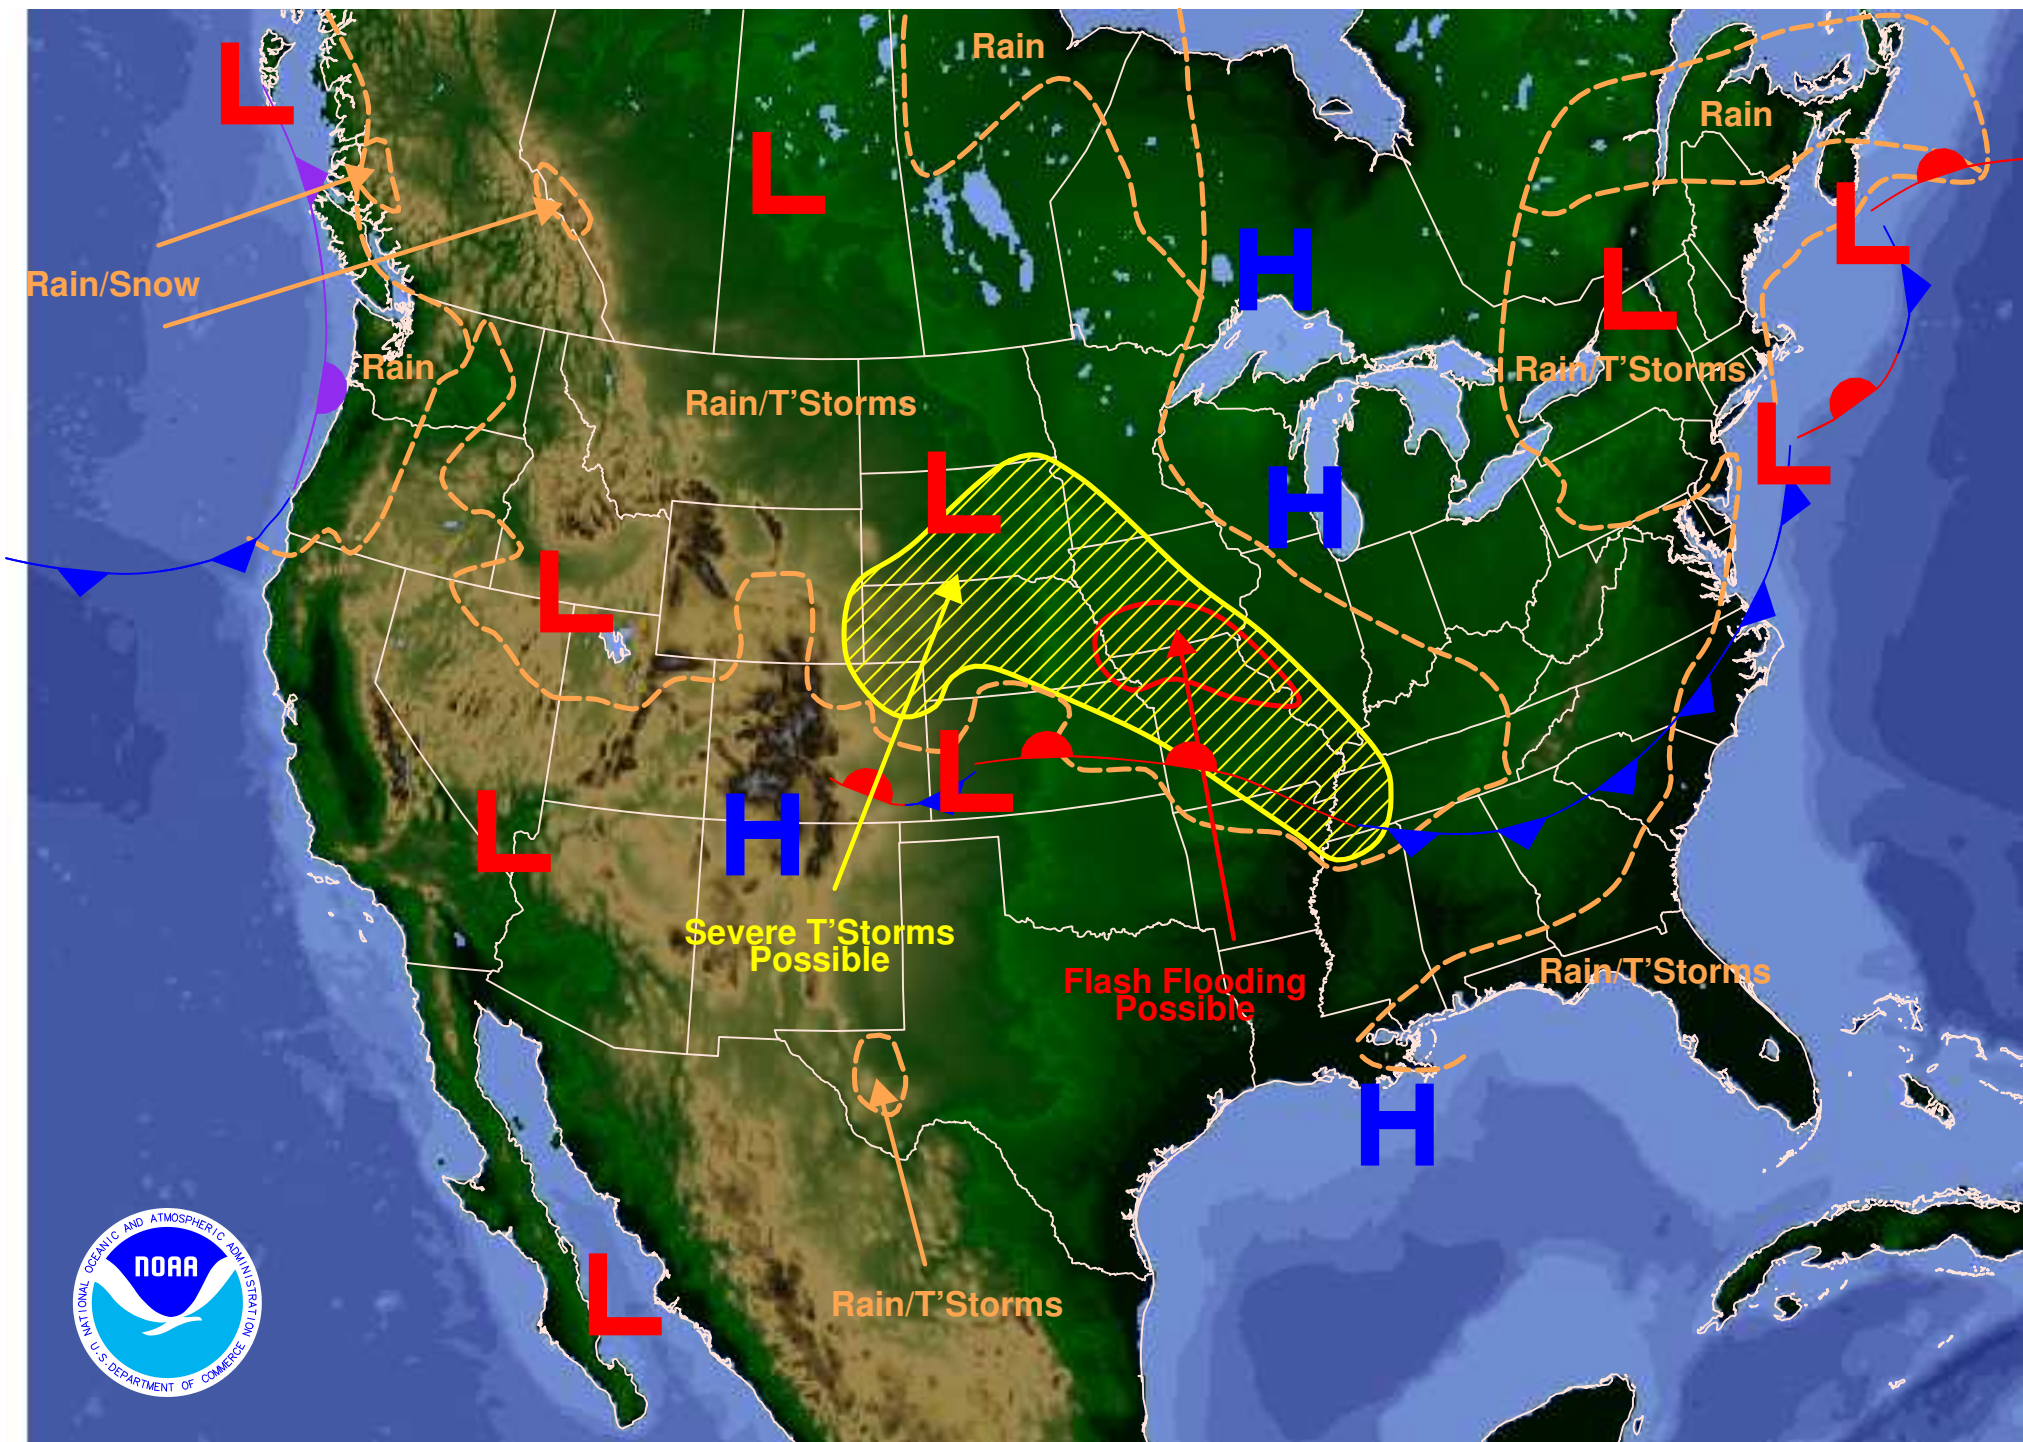 Rain
L
Rain
L
L
L
H
L
Rain/Snow
Rain
Rain/T'Storms
Rain/T'Storms
L
L
H
L
L
H
L
Severe T'Storms
Possible
Flash Flooding
Possible
Rain/T'Storms
H
Rain/T'Storms
L
NATIONAL OCEANIC AND ATMOSPHERIC ADMINISTRATION
NOAA
U.S. DEPARTMENT OF COMMERCE